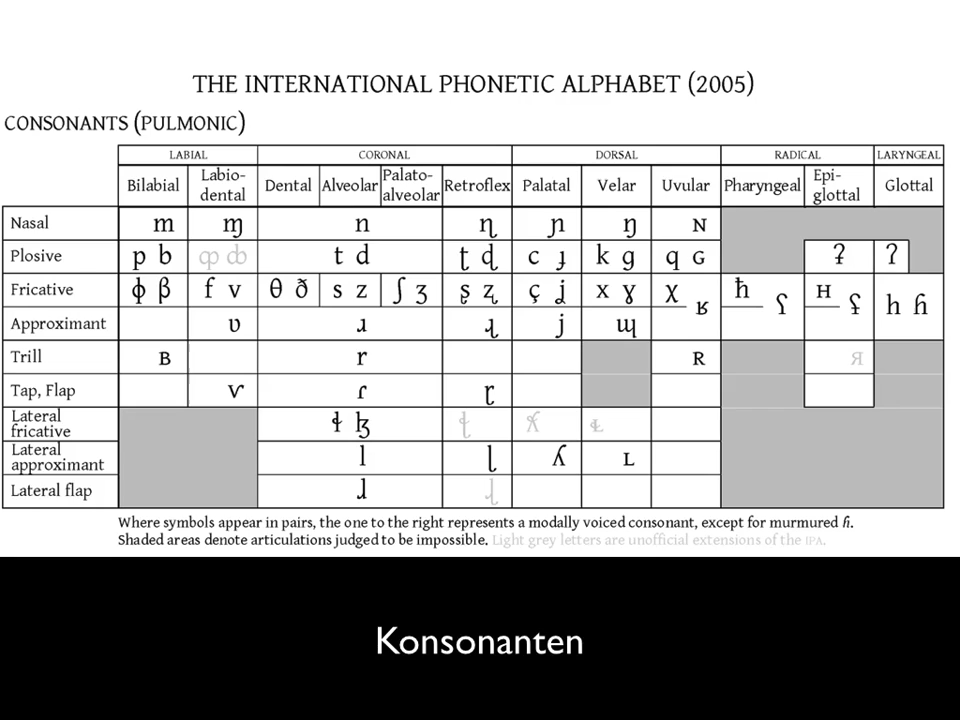 THE INTERNATIONAL PHONETIC ALPHABET (2005)
CONSONANTS (PULMONIC)
LABIAL CORONAL DORSAL RADICAL LARYNGEAL
Bilabial Labio-dental Dental Alveolar Palato-alveolar Retroflex Palatal Velar Uvular Pharyngeal Epi-glottal Glottal
Nasal m ɱ n ɳ ɲ ŋ ɴ
Plosive p b ȹ ȸ t d ʈ ɖ c ɟ k ɡ q ɢ ʡ ʔ
Fricative ɸ β f v θ ð s z ʃ ʒ ʂ ʐ ç ʝ x ɣ χ ʁ ħ ʕ ʜ ʢ h ɦ
Approximant ʋ ɹ ɻ j ɰ
Trill ʙ r ʀ я
Tap, Flap ⱱ ɾ ɽ
Lateral fricative ɬ ɮ
Lateral approximant l ɭ ʎ ʟ
Lateral flap ɺ
Where symbols appear in pairs, the one to the right represents a modally voiced consonant, except for murmured ɦ.
Shaded areas denote articulations judged to be impossible. Light grey letters are unofficial extensions of the IPA.
Konsonanten